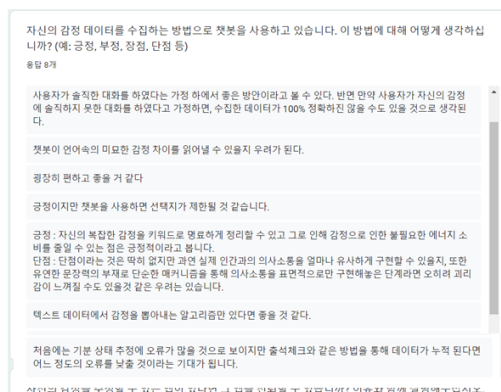 자신의 감정 데이터를 수집하는 방법으로 챗봇을 사용하고 있습니다. 이 방법에 대해 어떻게 생각하십
니까? (예: 긍정, 부정, 장점, 단점 등)
응답 8개
사용자가 솔직한 대화를 하였다는 가정 하에서 좋은 방안이라고 볼 수 있다. 반면 만약 사용자가 자신의 감정
에 솔직하지 못한 대화를 하였다고 가정하면, 수집한 데이터가 100% 정확하진 않을 수도 있을 것으로 생각된
다.
챗봇이 언어속의 미묘한 감정 차이를 읽어낼 수 있을지 우려가 된다.
굉장히 편하고 좋을 거 같다
긍정이지만 챗봇을 사용하면 선택지가 제한될 것 같습니다.
긍정 : 자신의 복잡한 감정을 키워드로 명료하게 정리할 수 있고 그로 인해 감정으로 인한 불필요한 에너지 소
비를 줄일 수 있는 점은 긍정적이라고 봅니다.
단점 : 단점이라는 것은 딱히 없지만 과연 실제 인간과의 의사소통을 얼마나 유사하게 구현할 수 있을지, 또한
유연한 문장력의 부재로 단순한 매커니즘을 통해 의사소통을 표면적으로만 구현해놓은 단계라면 오히려 괴리
감이 느껴질 수도 있을것 같은 우려는 있습니다.
텍스트 데이터에서 감정을 뽑아내는 알고리즘만 있다면 좋을 것 같다.
처음에는 기분 상태 추정에 오류가 많을 것으로 보이지만 출석체크와 같은 방법을 통해 데이터가 누적 된다면
어느 정도의 오류를 낮출 것이라는 기대가 됩니다.